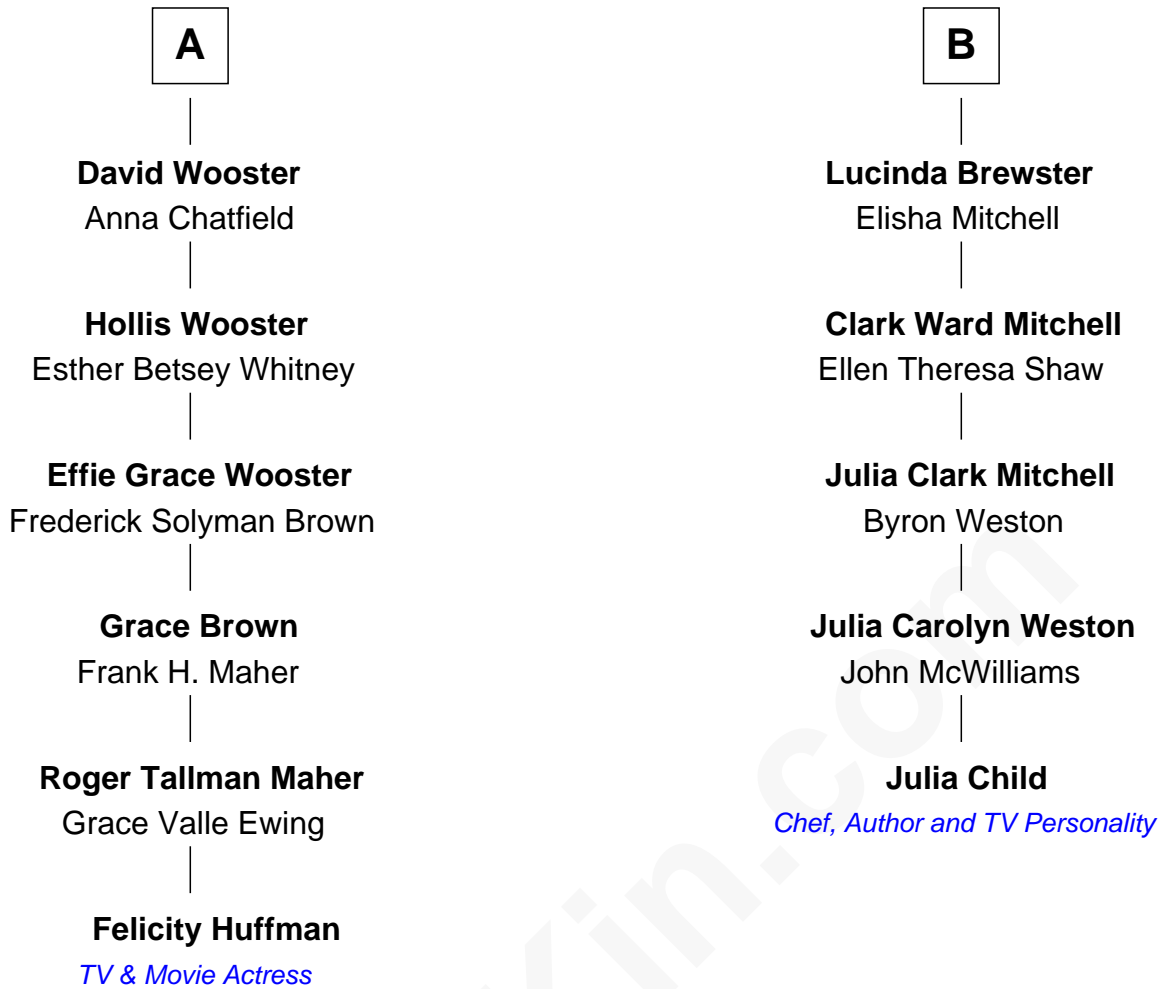 A
David Wooster
Anna Chatfield
Hollis Wooster
Esther Betsey Whitney
Effie Grace Wooster
Frederick Solyman Brown
Grace Brown
Frank H. Maher
Roger Tallman Maher
Grace Valle Ewing
Felicity Huffman
TV & Movie Actress
B
Lucinda Brewster
Elisha Mitchell
Clark Ward Mitchell
Ellen Theresa Shaw
Julia Clark Mitchell
Byron Weston
Julia Carolyn Weston
John McWilliams
Julia Child
Chef, Author and TV Personality
Kin.com